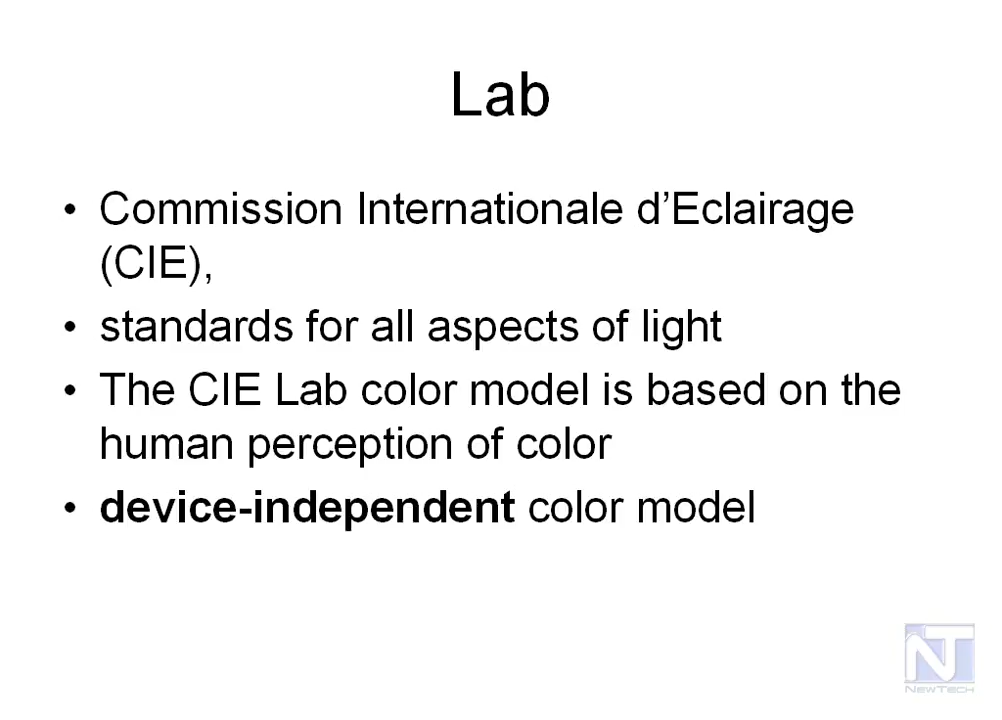 Lab
• Commission Internationale d’Eclairage
(CIE),
• standards for all aspects of light
• The CIE Lab color model is based on the
human perception of color
• device-independent color model
NT
NEWTECH